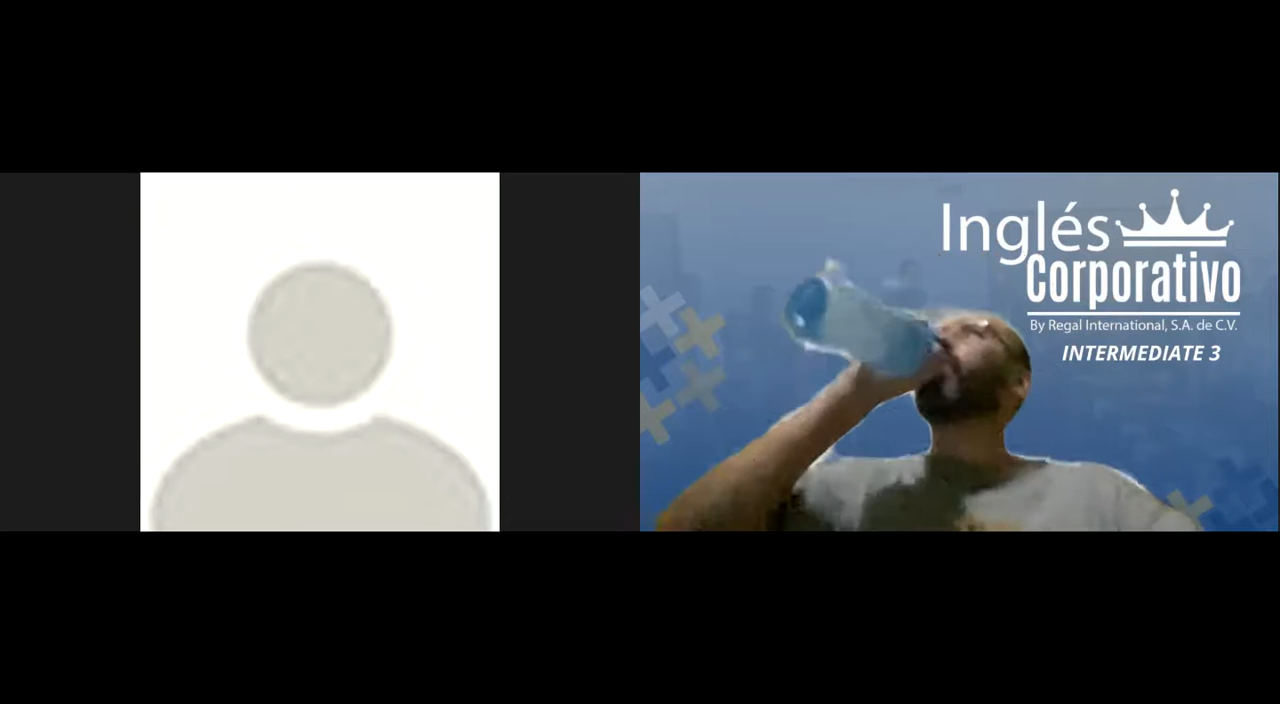 Inglés
Corporativo
By Regal International, S.A. de C.V.
INTERMEDIATE 3